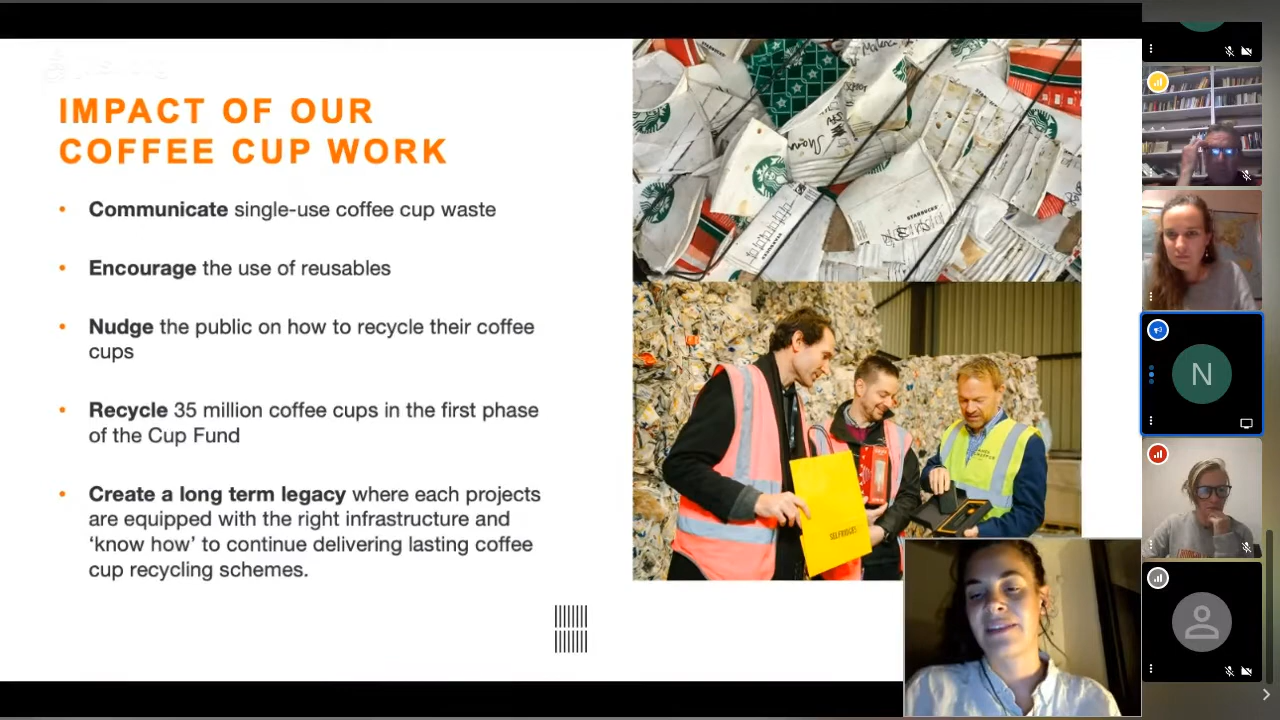 IMPACT OF OUR
COFFEE CUP WORK
• Communicate single-use coffee cup waste
• Encourage the use of reusables
• Nudge the public on how to recycle their coffee
cups
• Recycle 35 million coffee cups in the first phase
of the Cup Fund
• Create a long term legacy where each projects
are equipped with the right infrastructure and
‘know how’ to continue delivering lasting coffee
cup recycling schemes.
STARBUCKS
SELFRIDGES
N